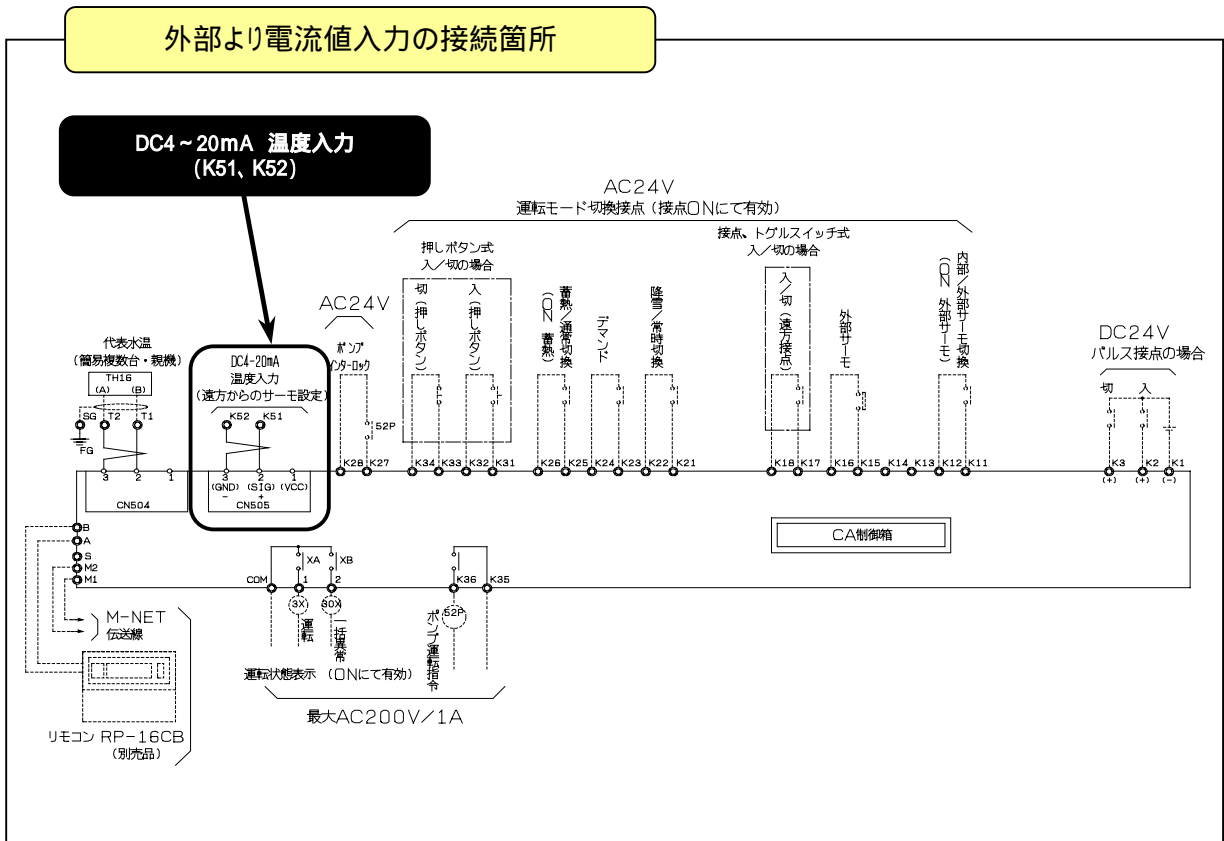 外部より電流値入力の接続箇所
DC4~20mA 温度入力
(K51、K52)
AC24V
運転モード切換接点(接点ONにて有効)
押しボタン式
入/切の場合
切(押しボタン)
入(押しボタン)
蓄熱/通常切換
(ON 蓄熱)
デマンド
降雪/常時切換
接点、トグルスイッチ式
入/切の場合
入/切(遠方接点)
外部サーモ
内部/外部サーモ切換
(ON 外部サーモ)
AC24V
ポンプ
インターロック
52P
DC24V
パルス接点の場合
切 入
代表水温
(簡易複数台・親機)
TH16
(A) (B)
SG T2 T1
FG
3 2 1
CN504
DC4-20mA
温度入力
(遠方からのサーモ設定)
K52 K51
3 2 1
(GND) (SIG) (VCC)
- +
CN505
K28 K27 K34 K33 K32 K31 K26 K25 K24 K23 K22 K21 K18 K17 K16 K15 K14 K13 K12 K11 K3 K2 K1
(+) (+) (-)
CA制御箱
B
A
S
M2
M1
XA XB
COM 1 2 K36 K35
3X 30X 52P
運転
一括異常
ポンプ運転指令
運転状態表示 (ONにて有効)
最大AC200V/1A
M-NET
伝送線
リモコン RP-16CB
(別売品)